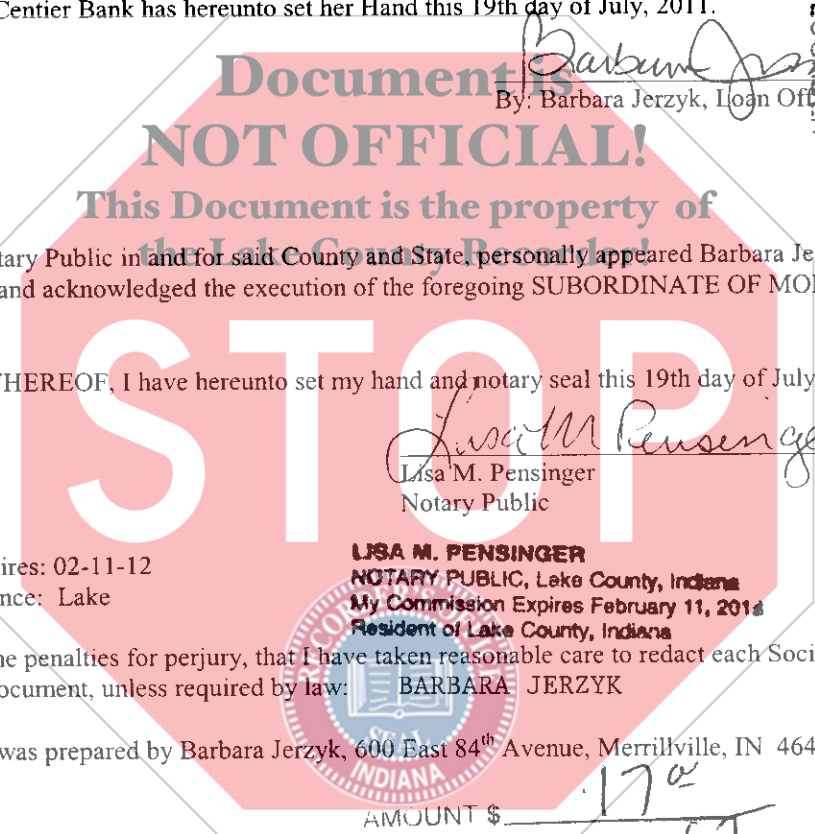 Centier Bank has hereunto set her Hand this 19th day of July, 2011.
Document is
By: Barbara Jerzyk, Loan Off
NOT OFFICIAL!
This Document is the property of
the Lake County Recorder!
tary Public in and for said County and State, personally appeared Barbara Je
and acknowledged the execution of the foregoing SUBORDINATE OF MO
STOP
HEREOF, I have hereunto set my hand and notary seal this 19th day of July
Lisa M Pensinge
Lisa M. Pensinger
Notary Public
ires: 02-11-12
nce: Lake
LISA M. PENSINGER
NOTARY PUBLIC, Lake County, Indiana
My Commission Expires February 11, 201
Resident of Lake County, Indiana
he penalties for perjury, that I have taken reasonable care to redact each Soci
ocument, unless required by law: BARBARA JERZYK
was prepared by Barbara Jerzyk, 600 East 84th Avenue, Merrillville, IN 464
SEAL
INDIANA
AMOUNT $ 17